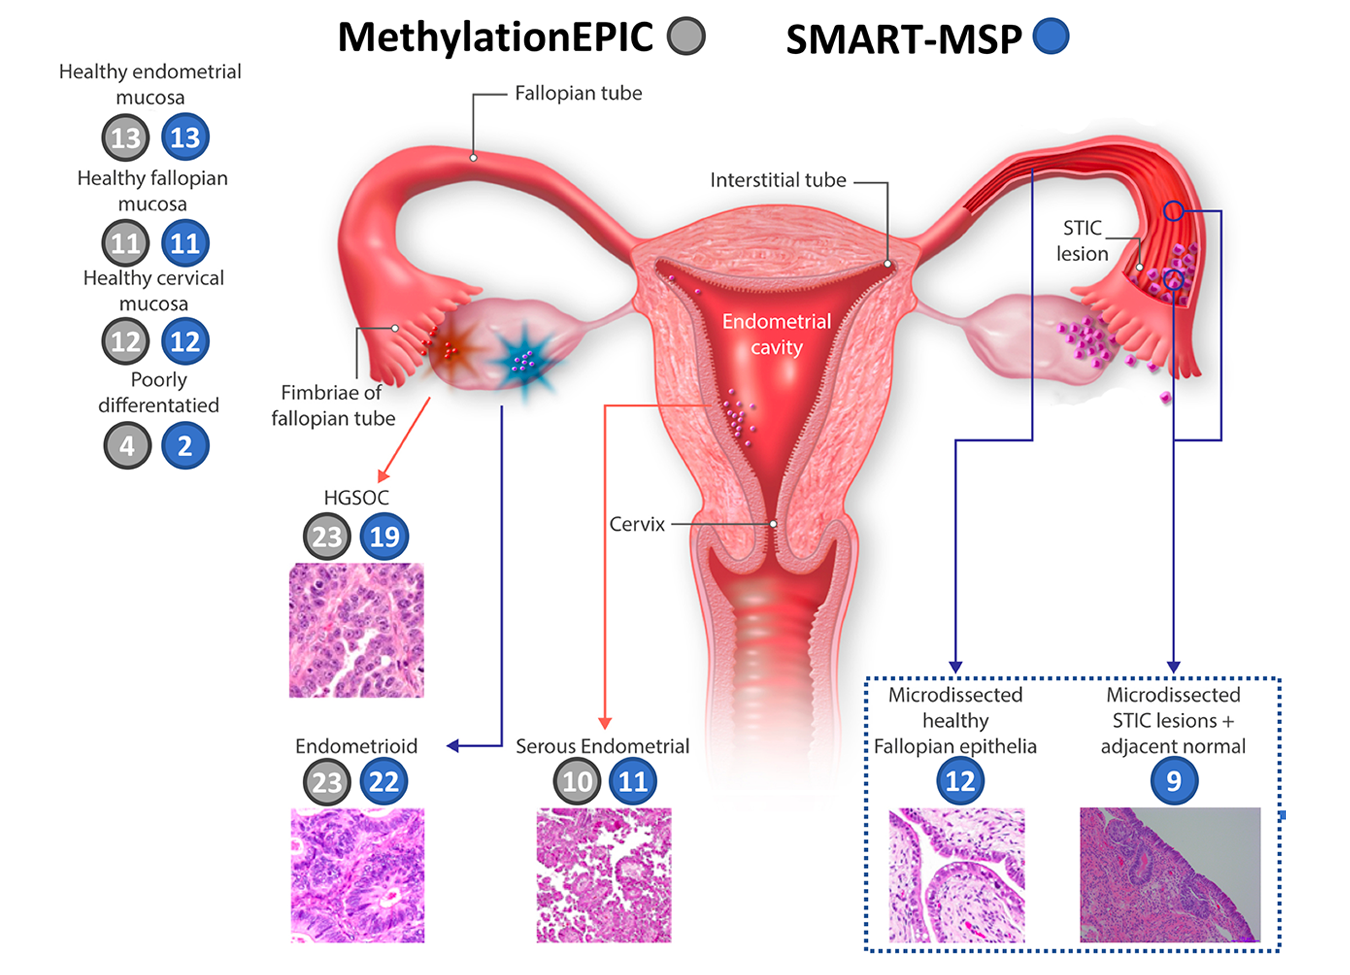 MethylationEPIC
SMART-MSP
Healthy endometrial
mucosa
13 13
Healthy fallopian
mucosa
11 11
Healthy cervical
mucosa
12 12
Poorly
differentatied
4 2
Fallopian tube
Interstitial tube
STIC
lesion
Endometrial
cavity
Fimbriae of
fallopian tube
Cervix
HGSOC
23 19
Endometrioid
23 22
Serous Endometrial
10 11
Microdissected
healthy
Fallopian epithelia
12
Microdissected
STIC lesions +
adjacent normal
9